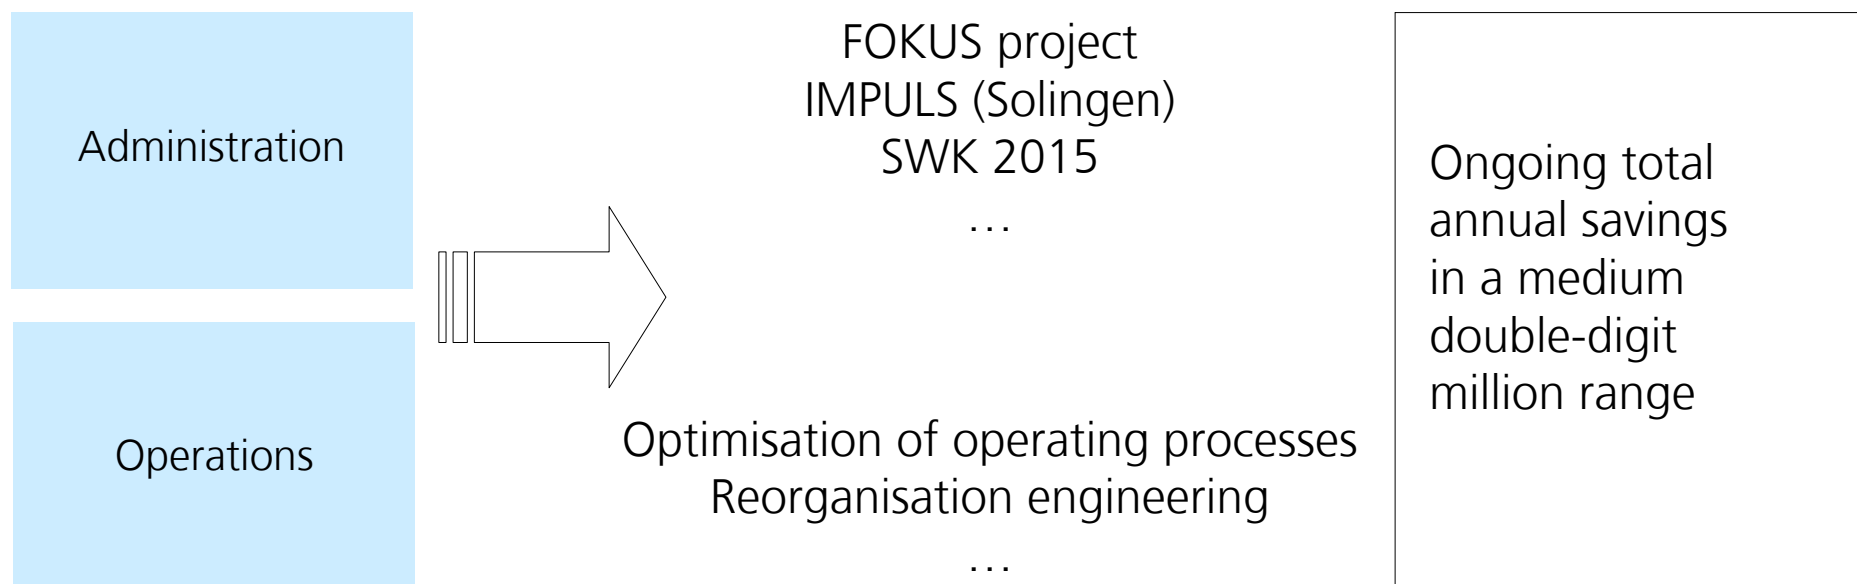 Administration
FOKUS project
IMPULS (Solingen)
SWK 2015
...
Operations
Optimisation of operating processes
Reorganisation engineering
...
Ongoing total
annual savings
in a medium
double-digit
million range